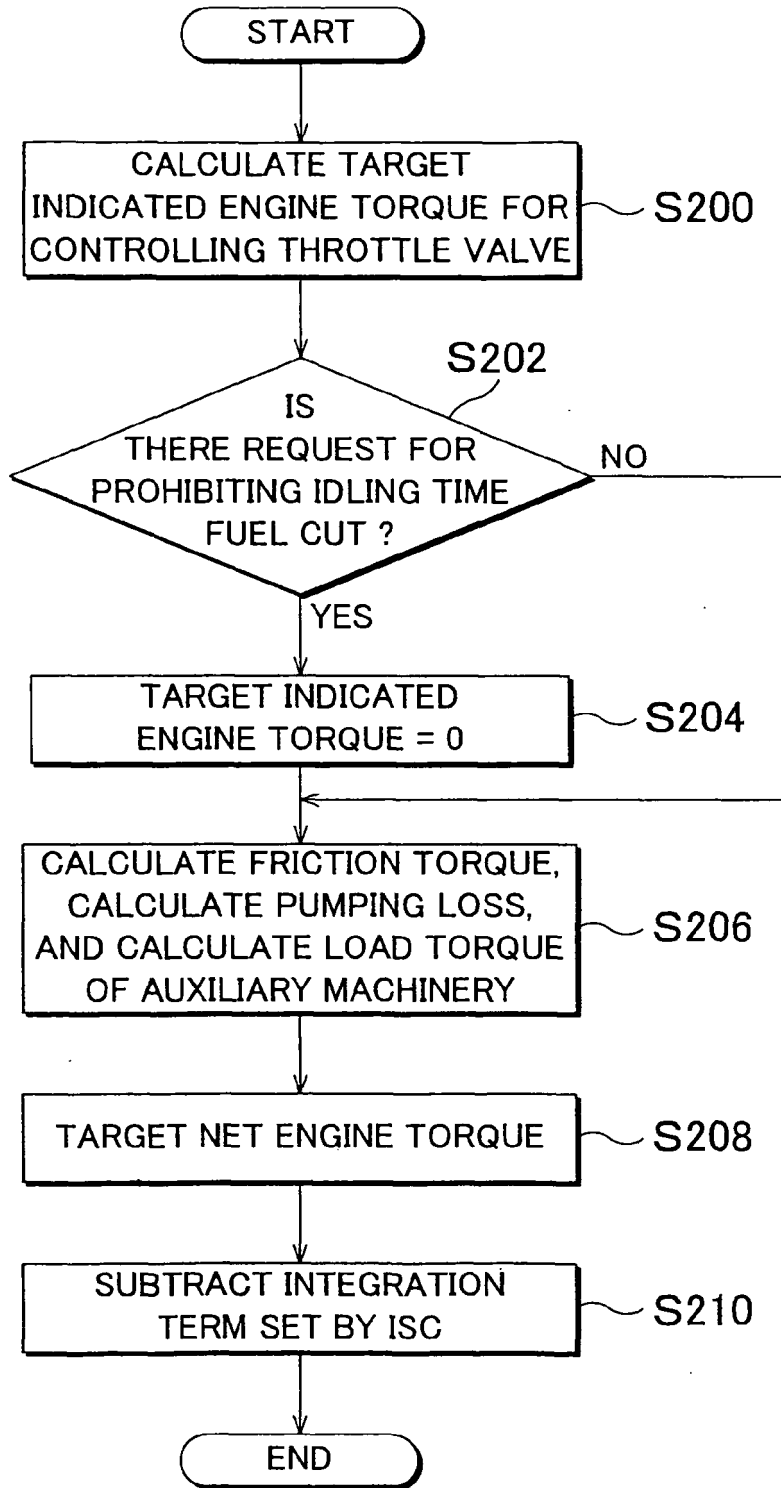 START
CALCULATE TARGET
INDICATED ENGINE TORQUE FOR
CONTROLLING THROTTLE VALVE
S200
S202
IS
THERE REQUEST FOR
PROHIBITING IDLING TIME
FUEL CUT ?
NO
YES
TARGET INDICATED
ENGINE TORQUE = 0
S204
CALCULATE FRICTION TORQUE,
CALCULATE PUMPING LOSS,
AND CALCULATE LOAD TORQUE
OF AUXILIARY MACHINERY
S206
TARGET NET ENGINE TORQUE
S208
SUBTRACT INTEGRATION
TERM SET BY ISC
S210
END